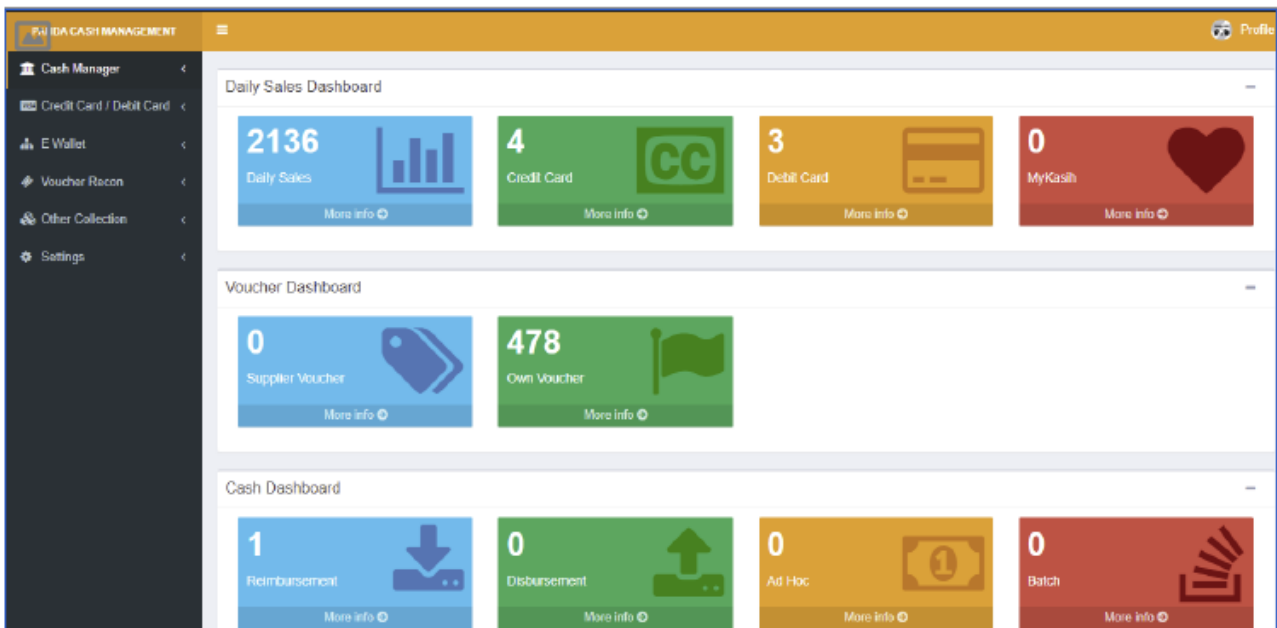 PANDA CASH MANAGEMENT
Profile
Cash Manager
Credit Card / Debit Card
E Wallet
Voucher Recon
Other Collection
Settings
Daily Sales Dashboard
2136
Daily Sales
More info
4
Credit Card
CC
More info
3
Debit Card
More info
0
MyKasih
More info
Voucher Dashboard
0
Supplier Voucher
More info
478
Own Voucher
More info
Cash Dashboard
1
Reimbursement
More info
0
Disbursement
More info
0
Ad Hoc
1
More info
0
Batch
More info